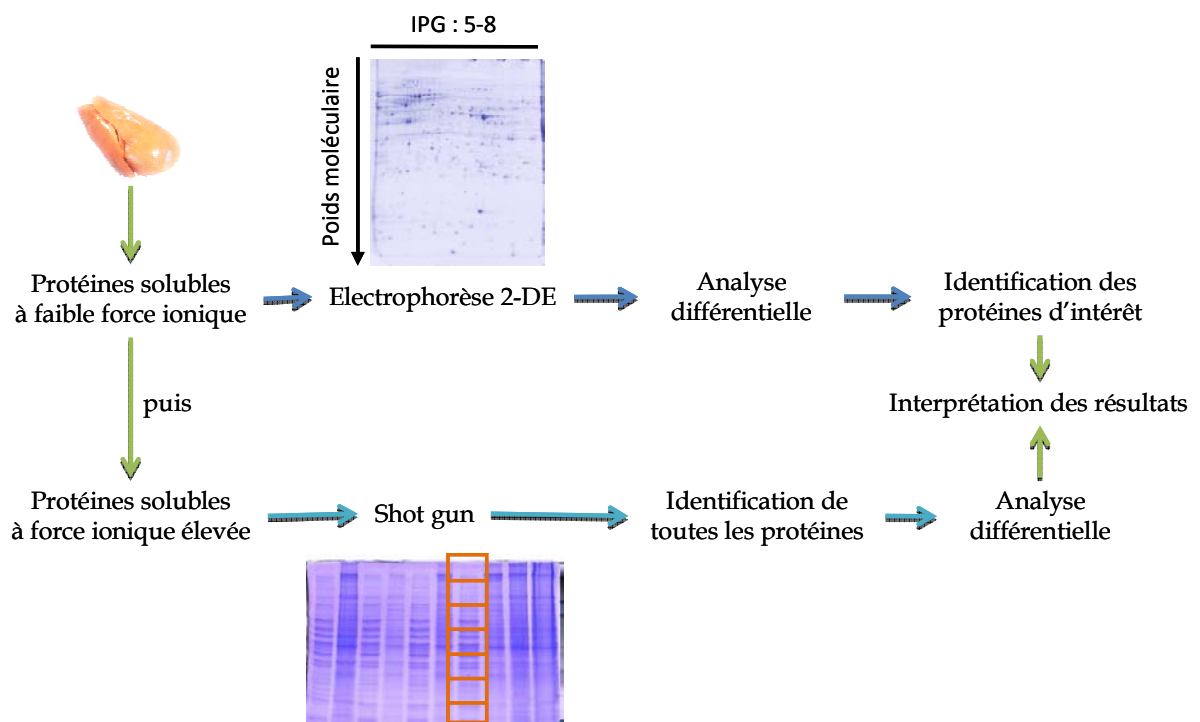 IPG : 5-8
Poids moléculaire
Protéines solubles
à faible force ionique
Electrophorèse 2-DE
Analyse
différentielle
Identification des
protéines d'intérêt
puis
Interprétation des résultats
Protéines solubles
à force ionique élevée
Shot gun
Identification de
toutes les protéines
Analyse
différentielle